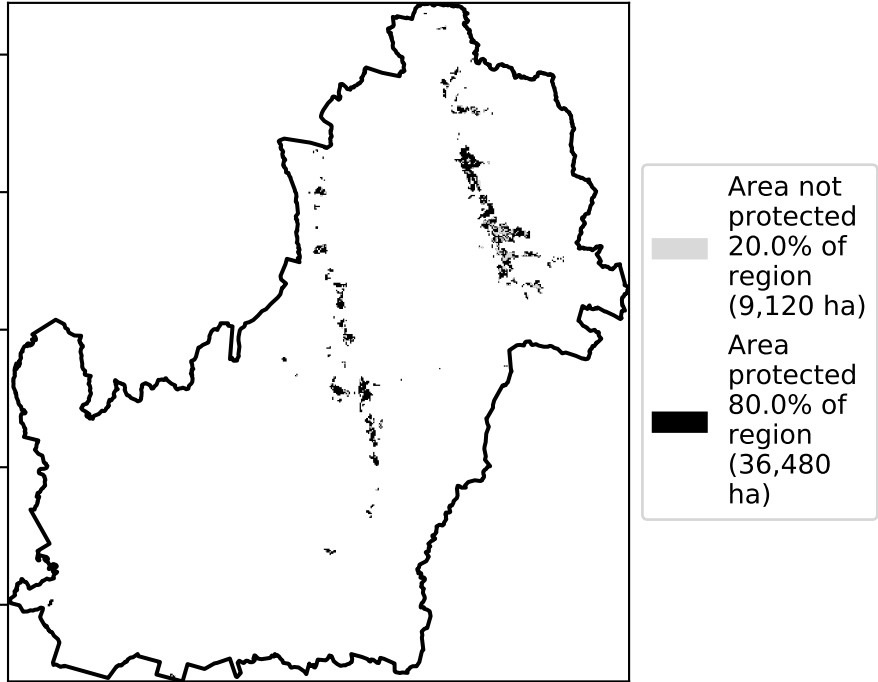 Area not
protected
20.0% of
region
(9,120 ha)
Area
protected
80.0% of
region
(36,480
ha)